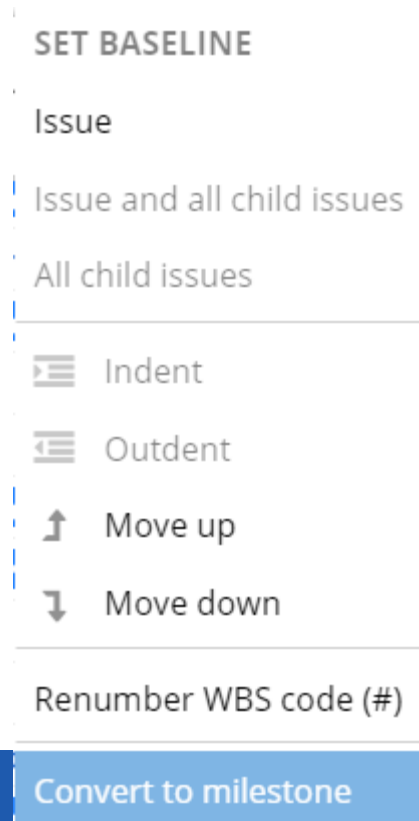 SET BASELINE
Issue
Issue and all child issues
All child issues
Indent
Outdent
Move up
Move down
Renumber WBS code (#)
Convert to milestone